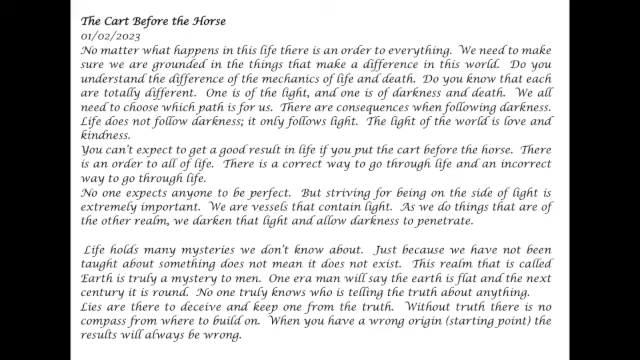 The Cart Before the Horse
01/02/2023
No matter what happens in this life there is an order to everything.  We need to make
sure we are grounded in the things that make a difference in this world.  Do you
understand the difference of the mechanics of life and death.  Do you know that each
are totally different.  One is of the light, and one is of darkness and death.  We all
need to choose which path is for us.  There are consequences when following darkness.
Life does not follow darkness; it only follows light.  The light of the world is love and
kindness.
You can't expect to get a good result in life if you put the cart before the horse.  There
is an order to all of life.  There is a correct way to go through life and an incorrect
way to go through life.
No one expects anyone to be perfect.  But striving for being on the side of light is
extremely important.  We are vessels that contain light.  As we do things that are of
the other realm, we darken that light and allow darkness to penetrate.

Life holds many mysteries we don't know about.  Just because we have not been
taught about something does not mean it does not exist.  This realm that is called
Earth is truly a mystery to men.  One era man will say the earth is flat and the next
century it is round.  No one truly knows who is telling the truth about anything.
Lies are there to deceive and keep one from the truth.  Without truth there is no
compass from where to build on.  When you have a wrong origin (starting point) the
results will always be wrong.